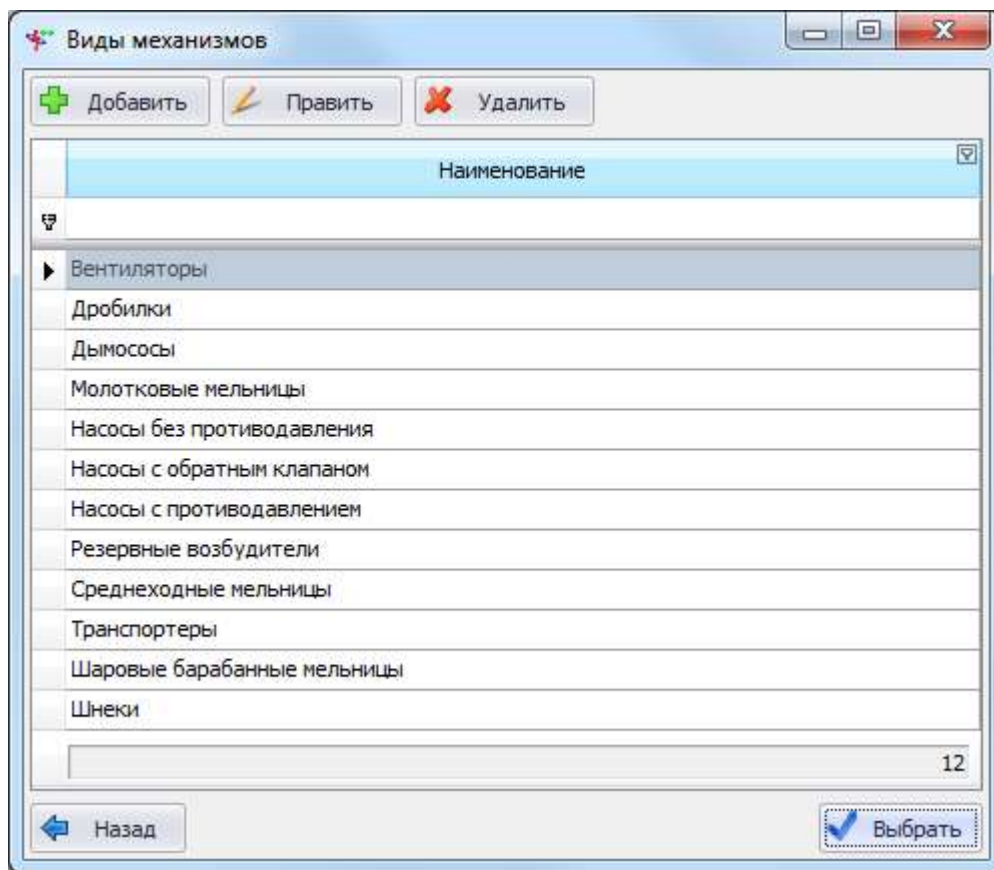 Виды механизмов
Добавить Править Удалить
Наименование
Вентиляторы
Дробилки
Дымососы
Молотковые мельницы
Насосы без противодавления
Насосы с обратным клапаном
Насосы с противодавлением
Резервные возбудители
Среднеходные мельницы
Транспортеры
Шаровые барабанные мельницы
Шнеки
12
Назад Выбрать